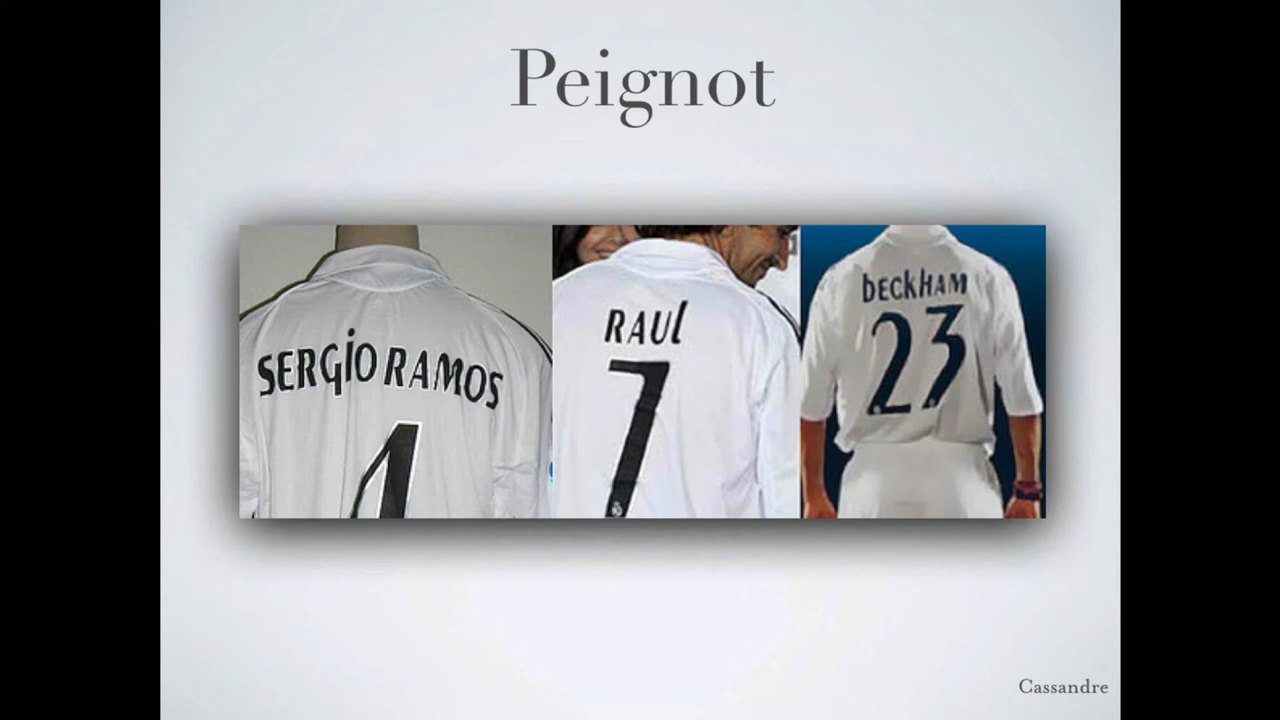 Peignot
SERGiO RAMOS
4
RAUl
7
bECKHAM
23
Cassandre